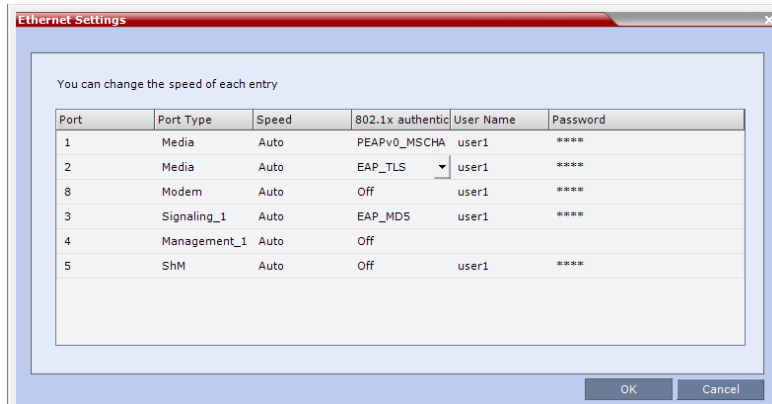 Ethernet Settings
You can change the speed of each entry
Port Port Type Speed 802.1x authentic User Name Password
1 Media Auto PEAPv0_MSCHA user1 ****
2 Media Auto EAP_TLS user1 ****
8 Modem Auto Off user1 ****
3 Signaling_1 Auto EAP_MD5 user1 ****
4 Management_1 Auto Off
5 ShM Auto Off user1 ****
OK Cancel